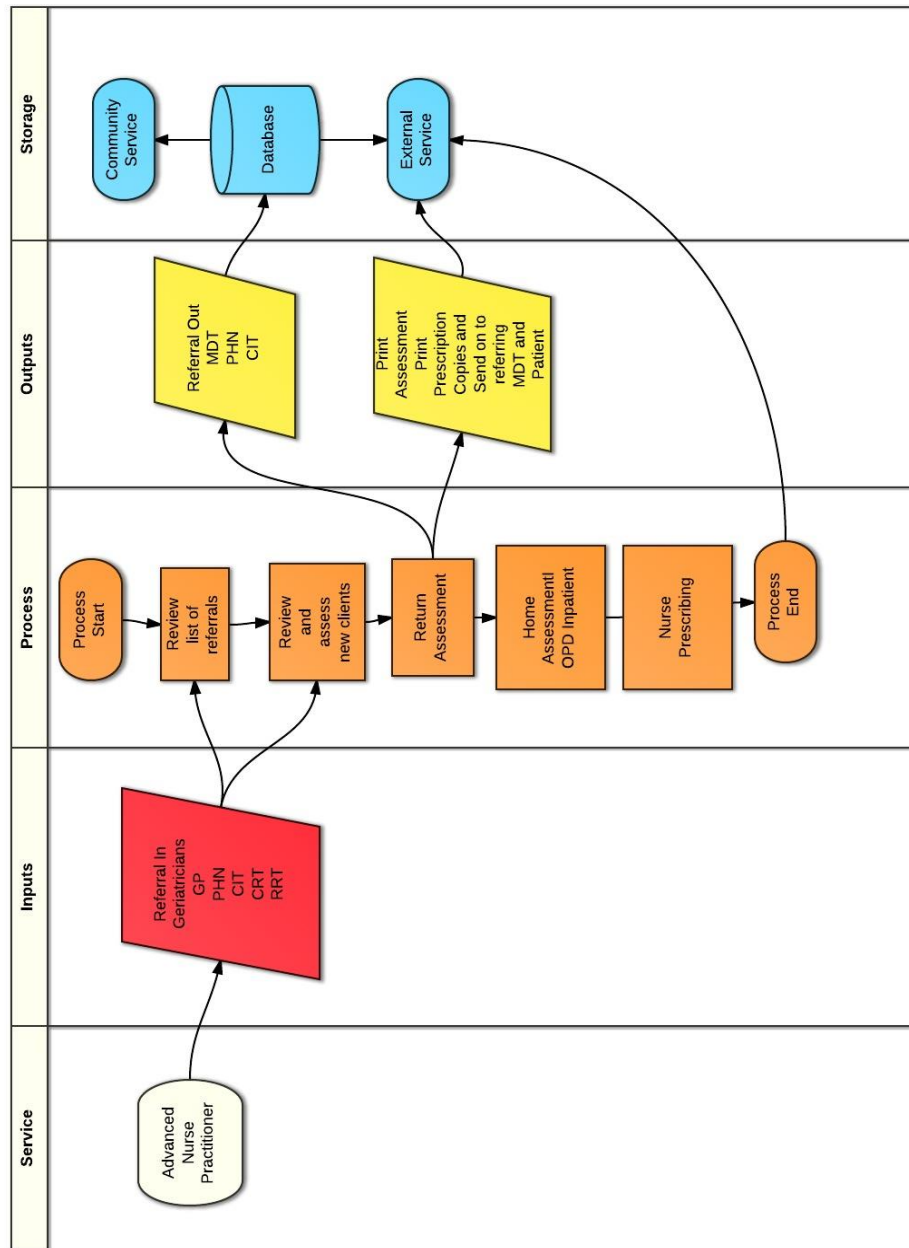 Service
Inputs
Process
Outputs
Storage
Advanced
Nurse
Practitioner
Referral In
Geriatricians
GP
PHN
CIT
CRT
RRT
Process
Start
Review
list of
referrals
Review
and
assess
new clients
Return
Assessment
Home
Assessmentl
OPD Inpatient
Nurse
Prescribing
Process
End
Referral Out
MDT
PHN
CIT
Print
Assessment
Print
Prescription
Copies and
Send on to
referring
MDT and
Patient
Community
Service
Database
External
Service